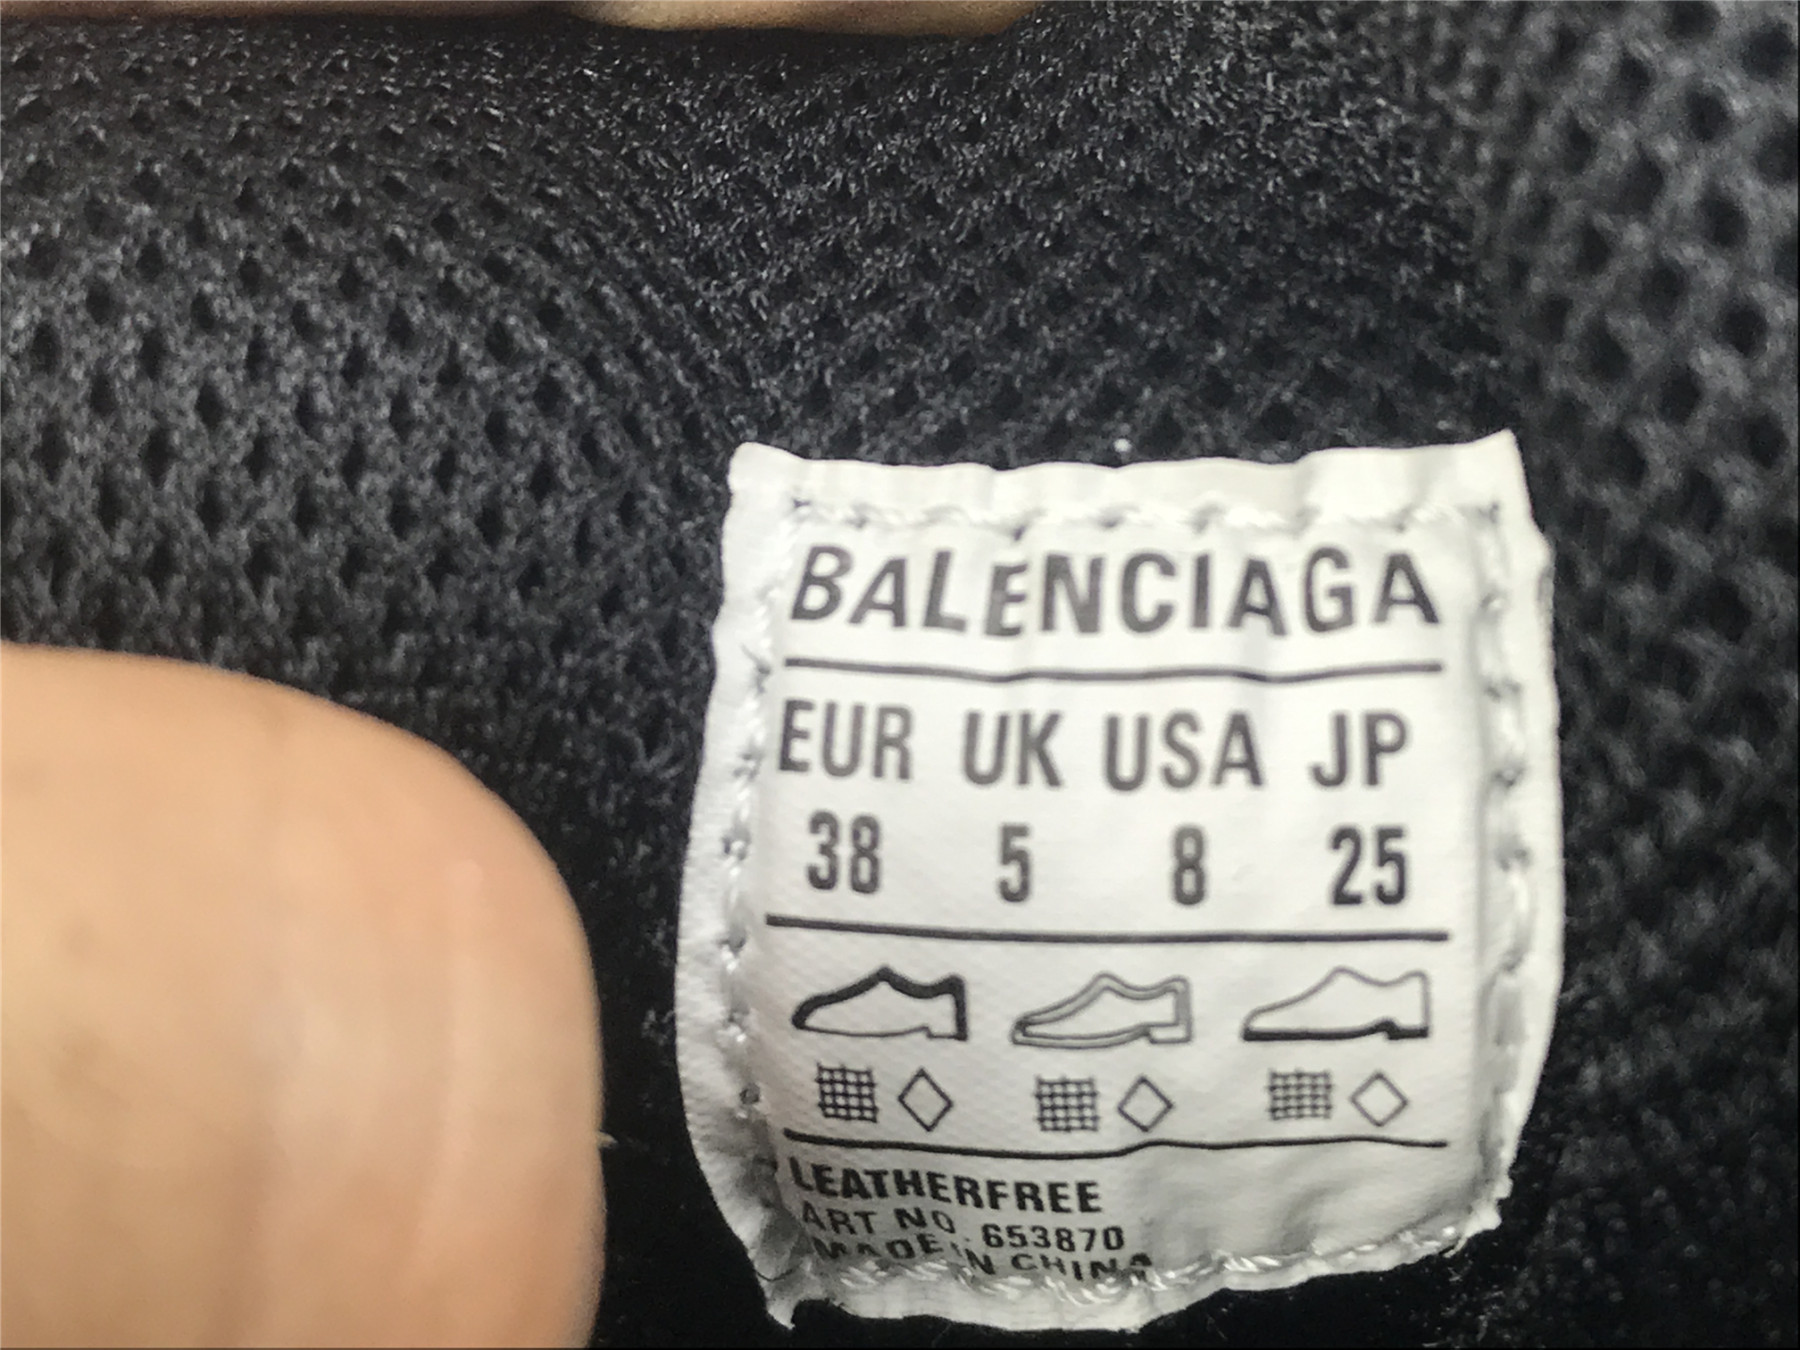 BALENCIAGA
EUR UK USA JP
38 5 8 25
LEATHERFREE
ART NO. 653870
MADE IN CHINA